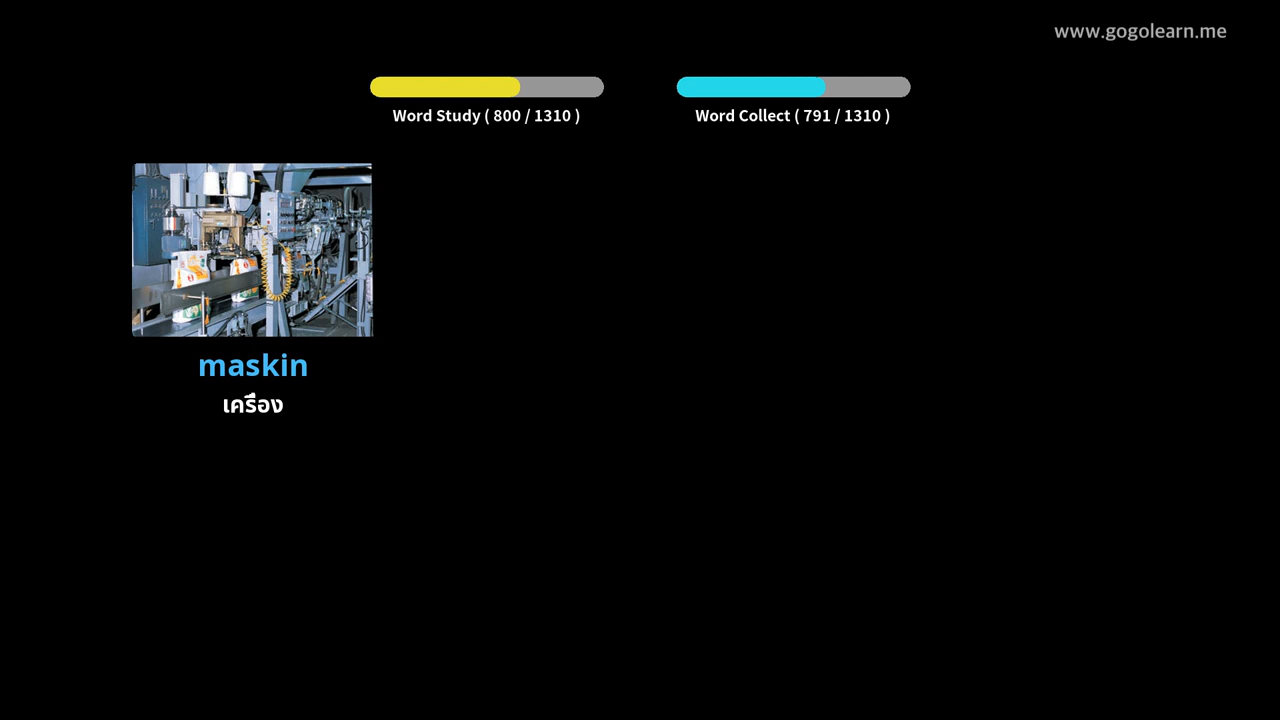 www.gogolearn.me
Word Study ( 800 / 1310 )
Word Collect ( 791 / 1310 )
maskin
เครื่อง